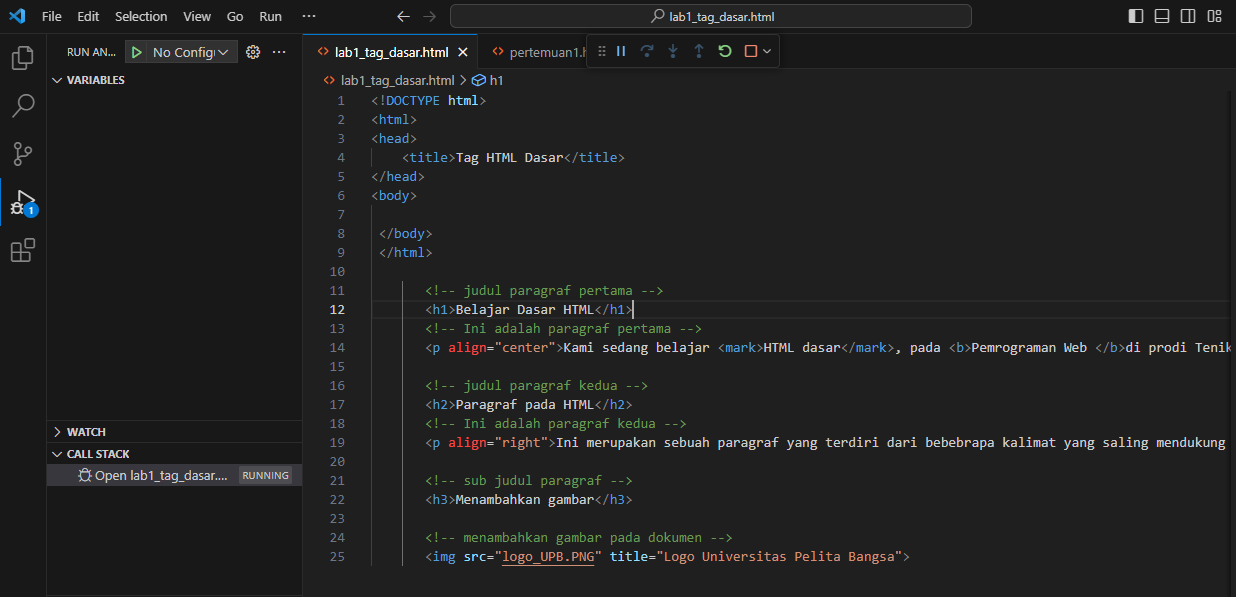 File Edit Selection View Go Run ··· lab1_tag_dasar.html
RUN AN... No Config
VARIABLES
WATCH
CALL STACK
Open lab1_tag_dasar.... RUNNING
1
lab1_tag_dasar.html pertemuan1.h
lab1_tag_dasar.html > h1
1 <!DOCTYPE html>
2 <html>
3 <head>
4 <title>Tag HTML Dasar</title>
5 </head>
6 <body>
7
8 </body>
9 </html>
10
11 <!-- judul paragraf pertama -->
12 <h1>Belajar Dasar HTML</h1>
13 <!-- Ini adalah paragraf pertama -->
14 <p align="center">Kami sedang belajar <mark>HTML dasar</mark>, pada <b>Pemrograman Web </b>di prodi Tenik
15
16 <!-- judul paragraf kedua -->
17 <h2>Paragraf pada HTML</h2>
18 <!-- Ini adalah paragraf kedua -->
19 <p align="right">Ini merupakan sebuah paragraf yang terdiri dari bebebrapa kalimat yang saling mendukung
20
21 <!-- sub judul paragraf -->
22 <h3>Menambahkan gambar</h3>
23
24 <!-- menambahkan gambar pada dokumen -->
25 <img src="logo_UPB.PNG" title="Logo Universitas Pelita Bangsa">